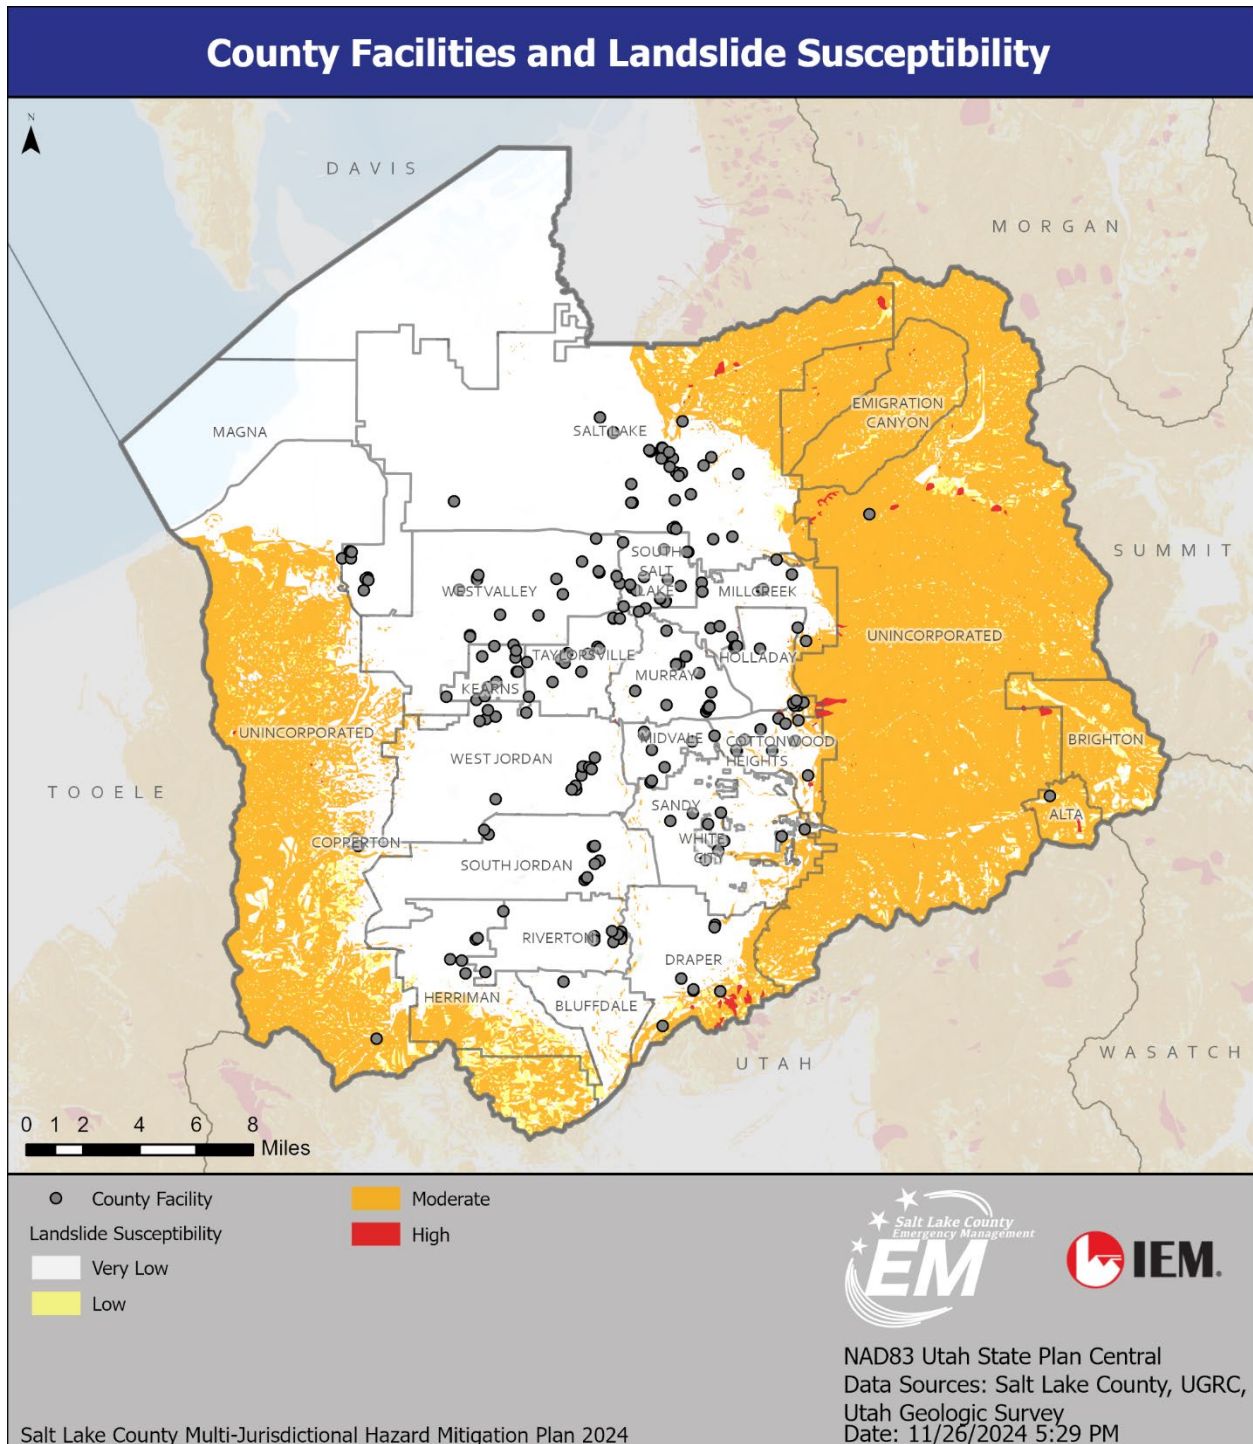 County Facilities and Landslide Susceptibility
N
DAVIS
MORGAN
MAGNA
SALT LAKE
EMIGRATION
CANYON
SUMMIT
SOUTH
SALT
LAKE
WEST VALLEY
MILLCREEK
UNINCORPORATED
TAYLORSVILLE
HOLLADAY
MURRAY
KEARNS
UNINCORPORATED
MIDVALE
COTTONWOOD
HEIGHTS
BRIGHTON
WEST JORDAN
TOOELE
SANDY
ALTA
WHITE
CITY
COPPERTON
SOUTH JORDAN
RIVERTON
DRAPER
HERRIMAN
BLUFFDALE
UTAH
WASATCH
0 1 2 4 6 8
Miles
County Facility
Landslide Susceptibility
Very Low
Low
Moderate
High
Salt Lake County
Emergency Management
EM
IEM.
NAD83 Utah State Plan Central
Data Sources: Salt Lake County, UGRC,
Utah Geologic Survey
Date: 11/26/2024 5:29 PM
Salt Lake County Multi-Jurisdictional Hazard Mitigation Plan 2024